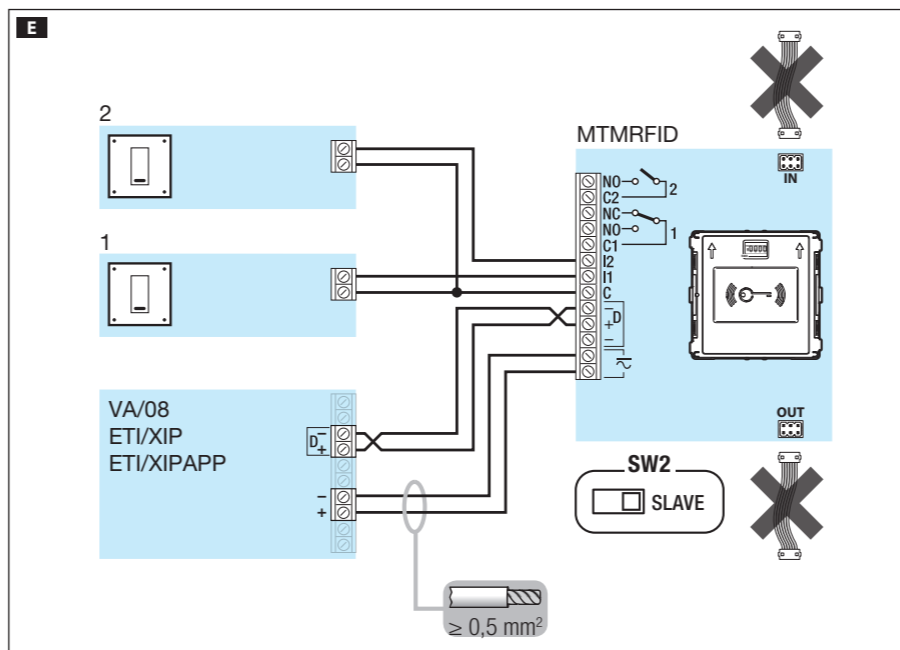 E
2
1
VA/08
ETI/XIP
ETI/XIPAPP
D
−
+
−
+
≥ 0,5 mm²
MTMRFID
IN
NO
C2
2
NC
NO
C1
1
I2
I1
C
−
+
D
−
OUT
SW2
SLAVE